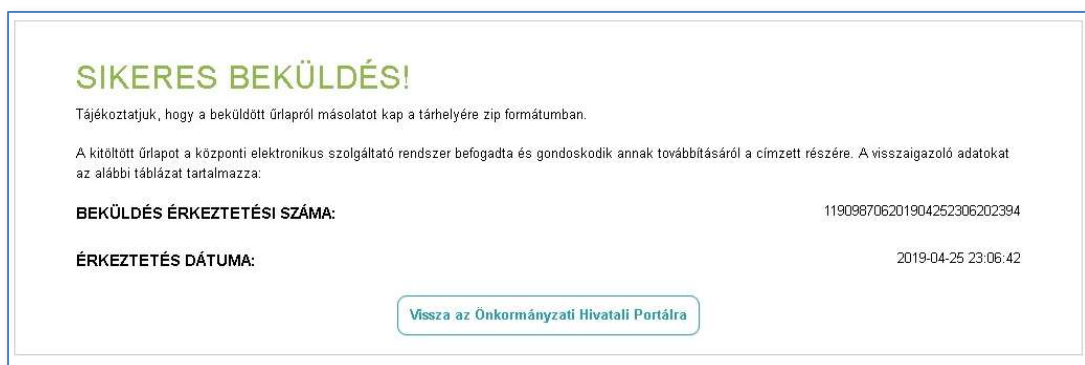 SIKERES BEKÜLDÉS!
Tájékoztatjuk, hogy a beküldött űrlapról másolatot kap a tárhelyére zip formátumban.
A kitöltött űrlapot a központi elektronikus szolgáltató rendszer befogadta és gondoskodik annak továbbításáról a címzett részére. A visszaigazoló adatokat
az alábbi táblázat tartalmazza:
BEKÜLDÉS ÉRKEZTETÉSI SZÁMA: 119098706201904252306202394
ÉRKEZTETÉS DÁTUMA: 2019-04-25 23:06:42
Vissza az Önkormányzati Hivatali Portálra